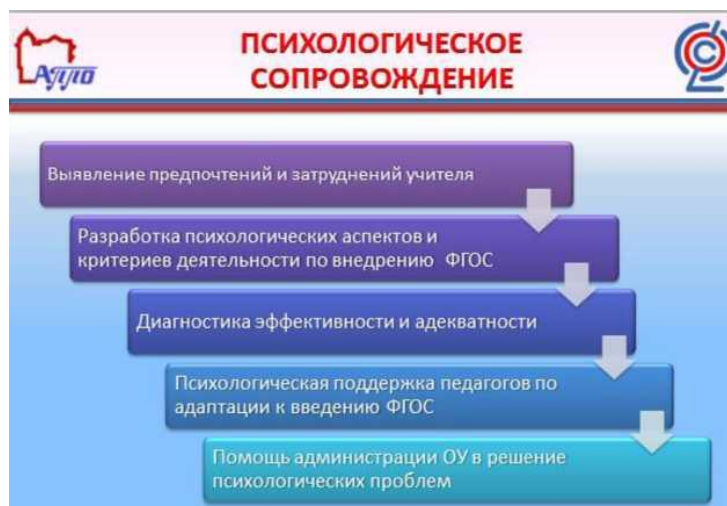 ПСИХОЛОГИЧЕСКОЕ
СОПРОВОЖДЕНИЕ
Аппо
Выявление предпочтений и затруднений учителя
Разработка психологических аспектов и
критериев деятельности по внедрению ФГОС
Диагностика эффективности и адекватности
Психологическая поддержка педагогов по
адаптации к введению ФГОС
Помощь администрации ОУ в решение
психологических проблем